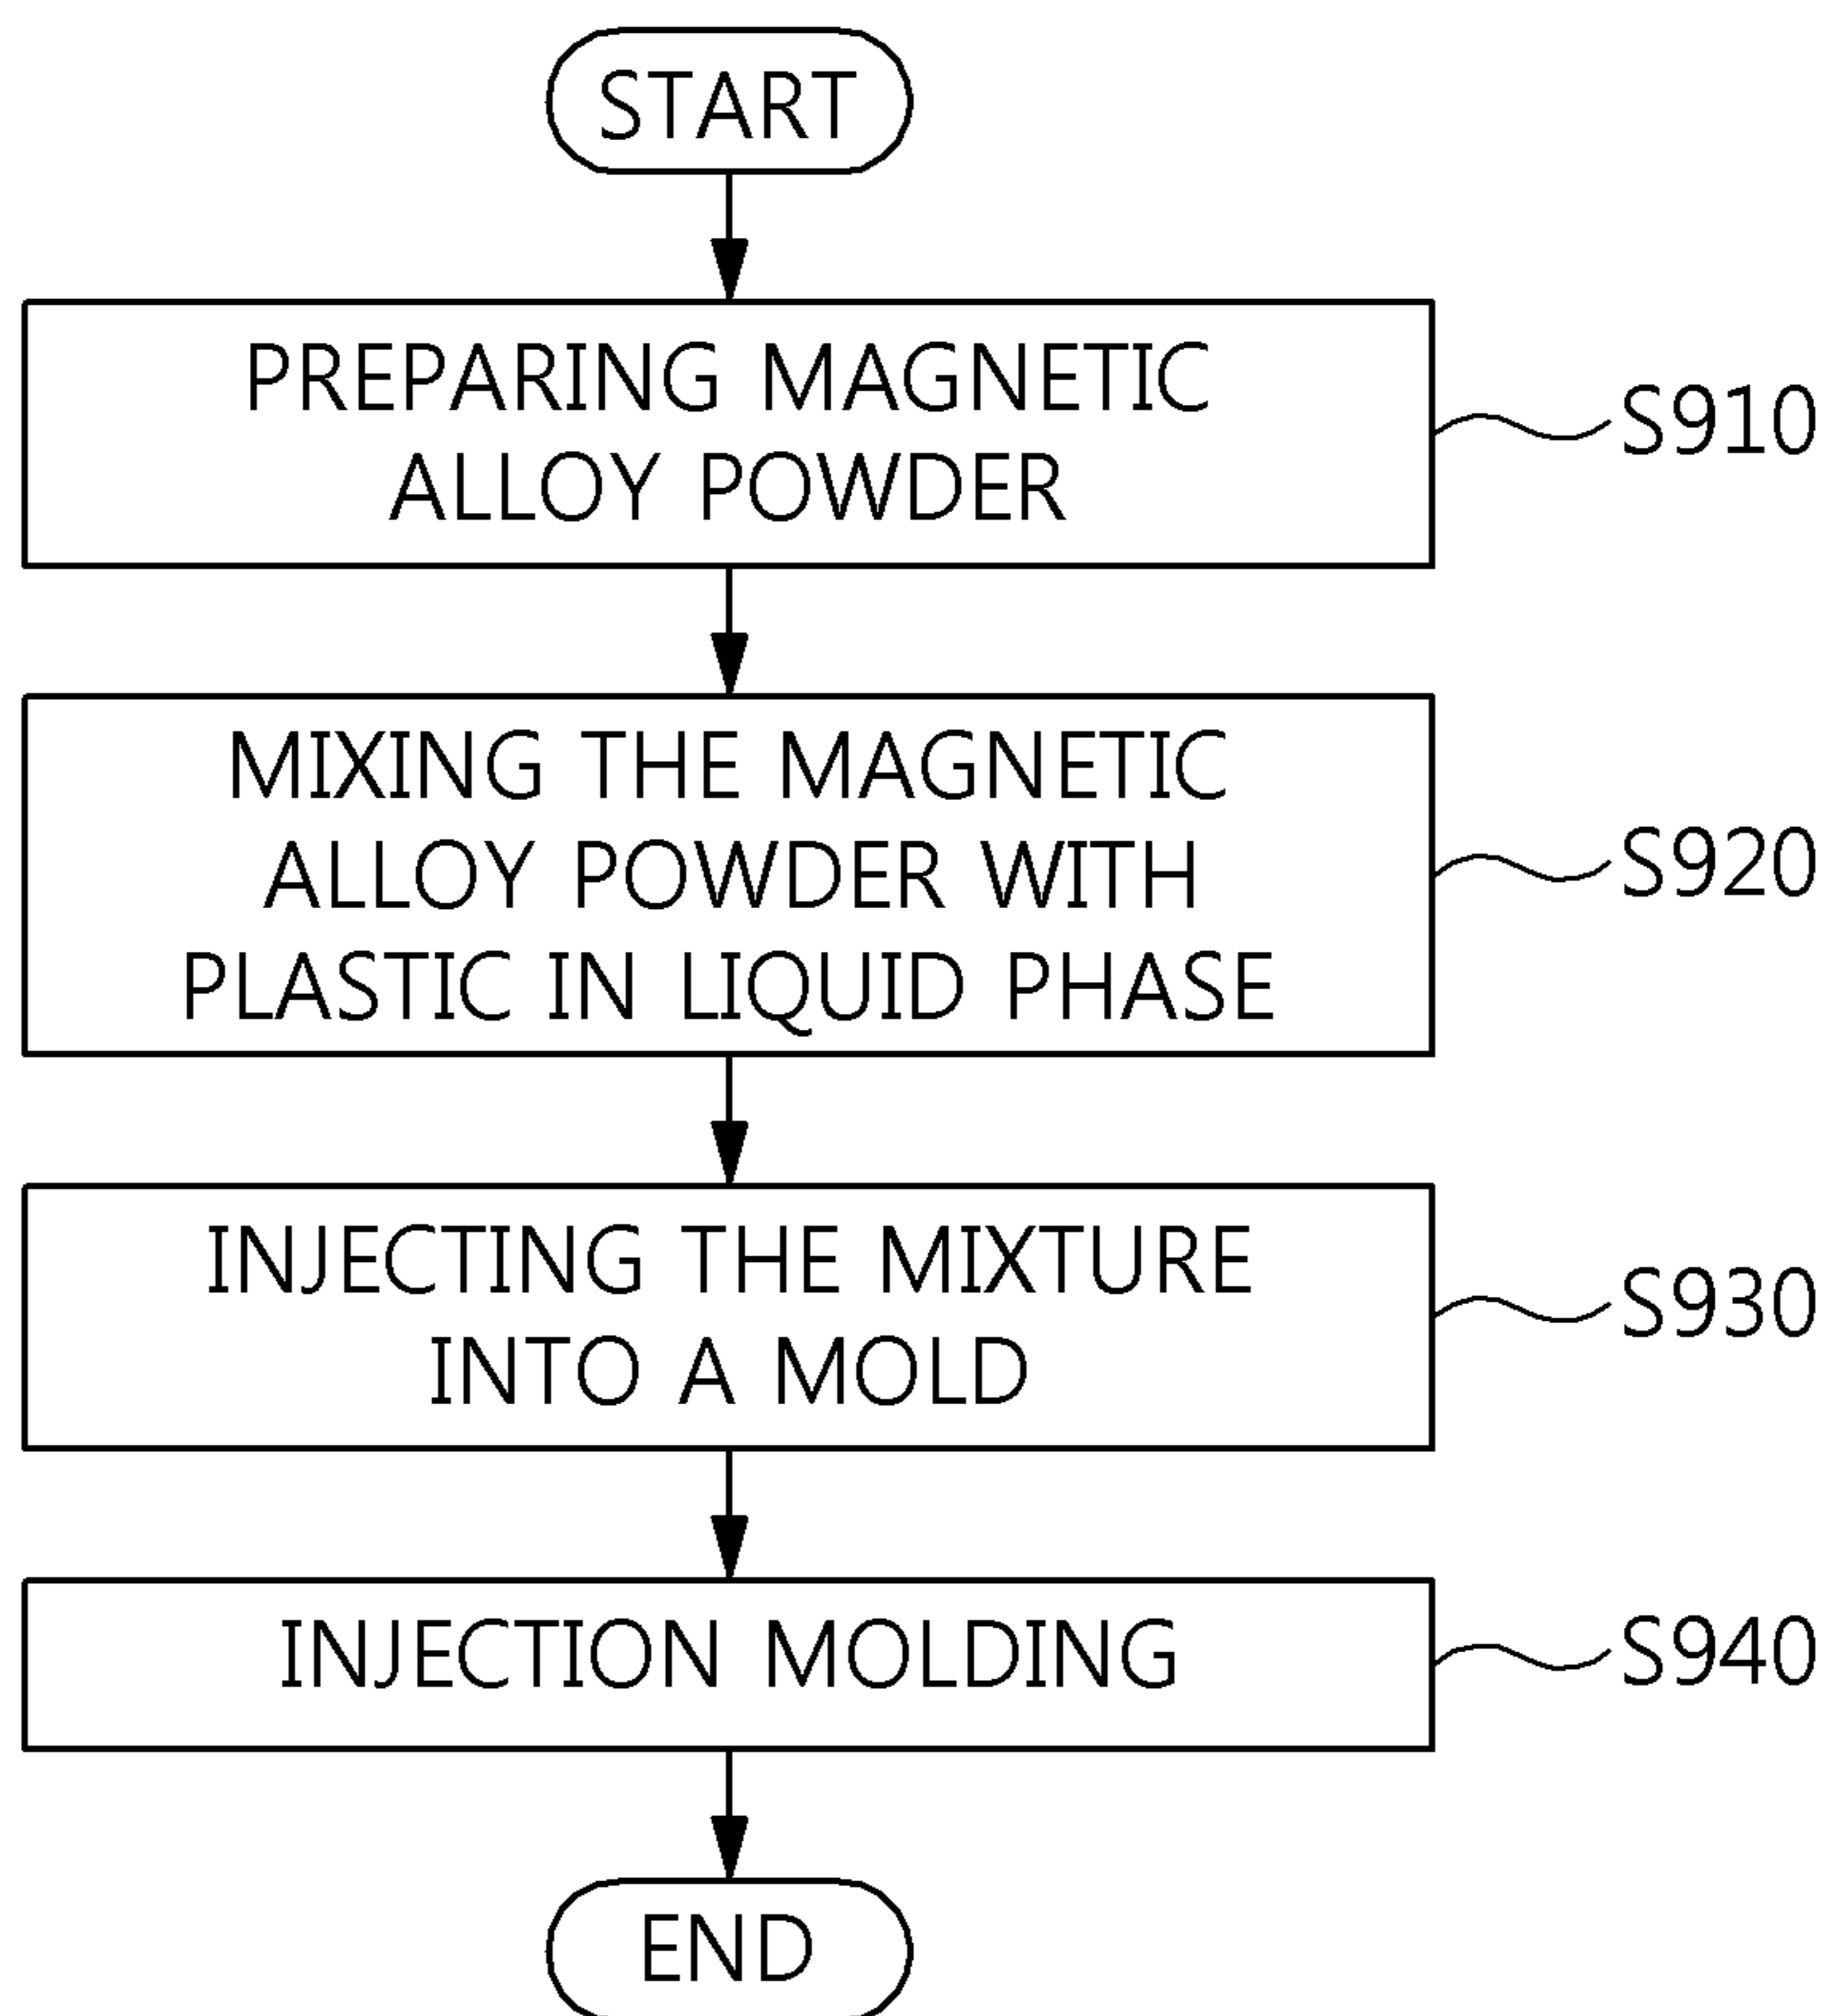 START
PREPARING MAGNETIC
ALLOY POWDER
S910
MIXING THE MAGNETIC
ALLOY POWDER WITH
PLASTIC IN LIQUID PHASE
S920
INJECTING THE MIXTURE
INTO A MOLD
S930
INJECTION MOLDING
S940
END